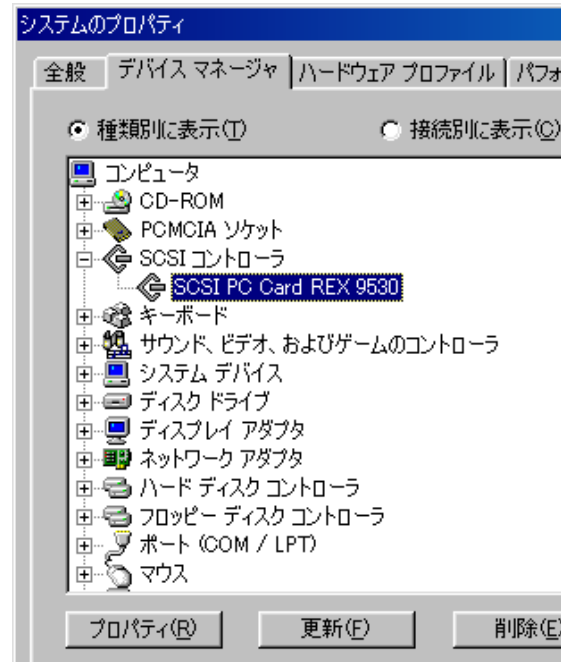 システムのプロパティ
全般 デバイス マネージャ ハードウェア プロファイル パフォ
種類別に表示(T) 接続別に表示(C)
コンピュータ
CD-ROM
PCMCIA ソケット
SCSI コントローラ
SCSI PC Card REX 9530
キーボード
サウンド、ビデオ、およびゲームのコントローラ
システム デバイス
ディスク ドライブ
ディスプレイ アダプタ
ネットワーク アダプタ
ハード ディスク コントローラ
フロッピー ディスク コントローラ
ポート (COM / LPT)
マウス
プロパティ(R) 更新(F) 削除(E)